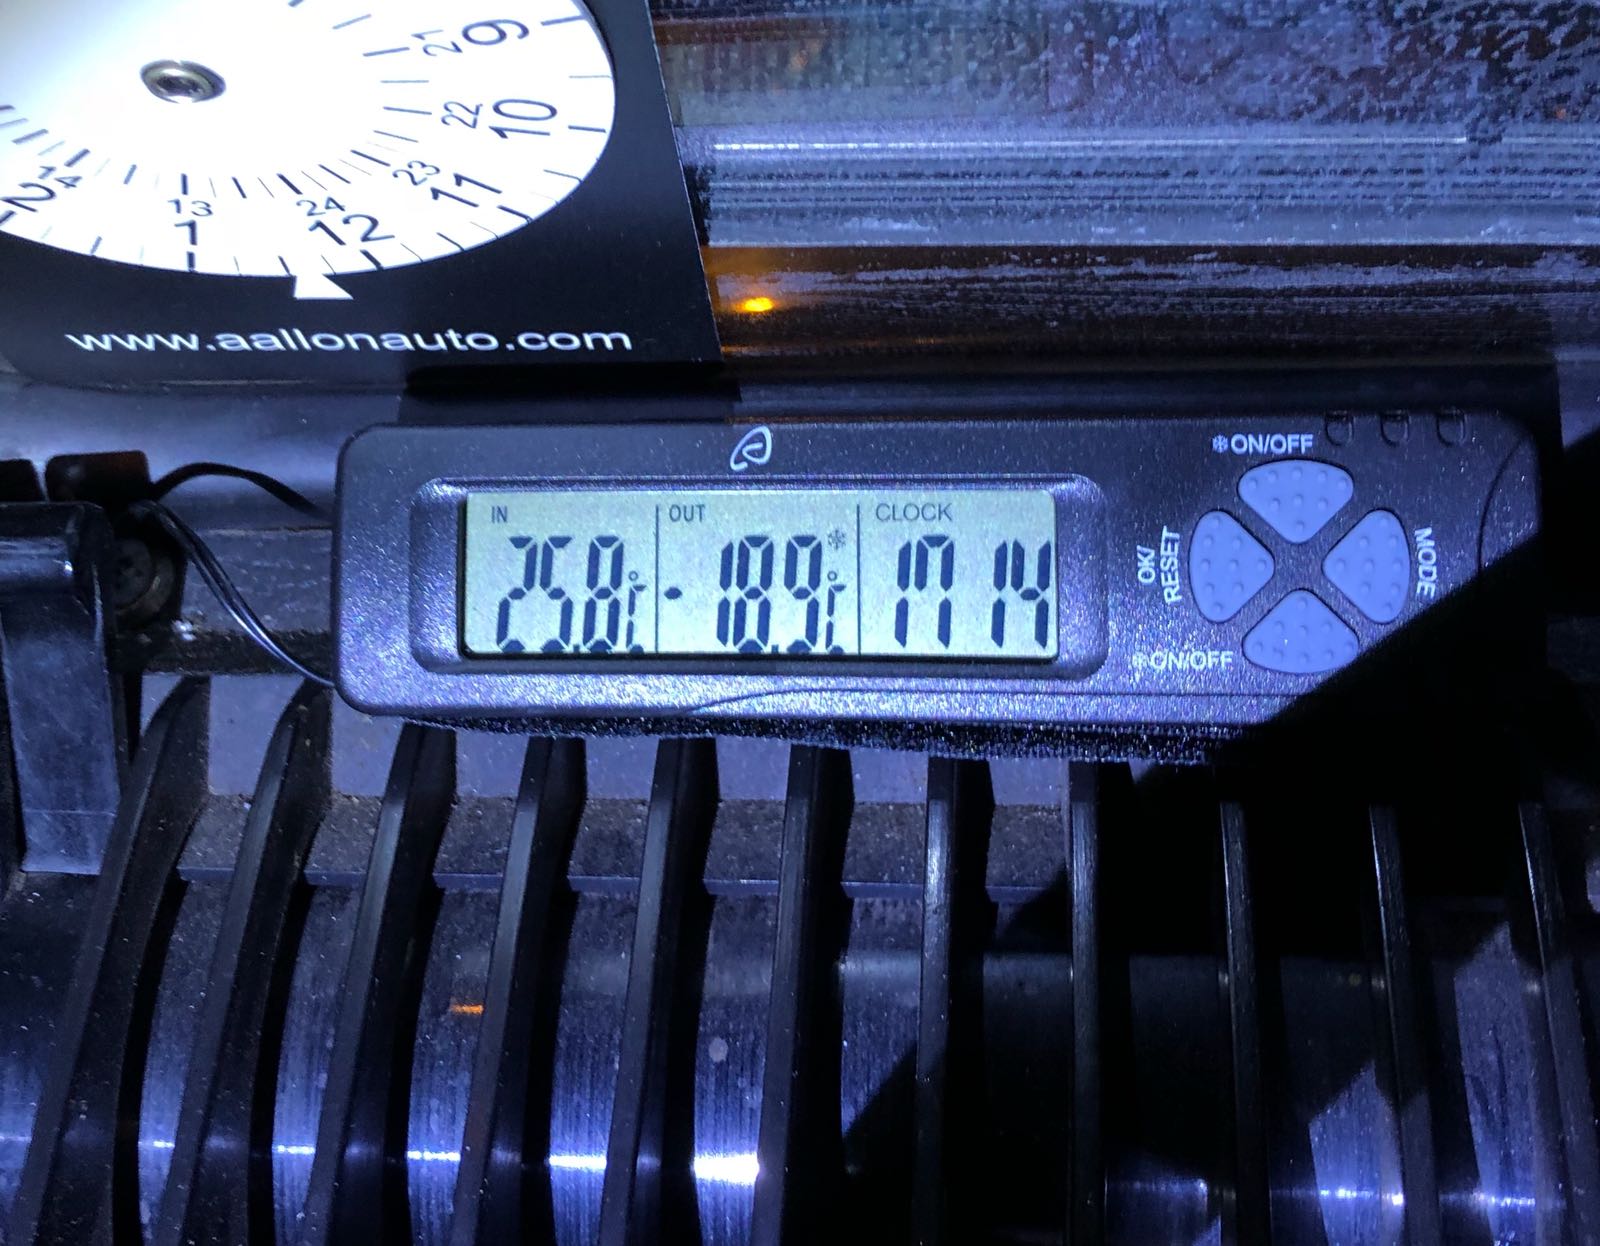 9
21
10
22
11
23
12
24
1
13
2
14
www.aallonauto.com
IN OUT CLOCK
25.8°C -18.9°C 17 14
❄ON/OFF
OK/
RESET
MODE
❄ON/OFF